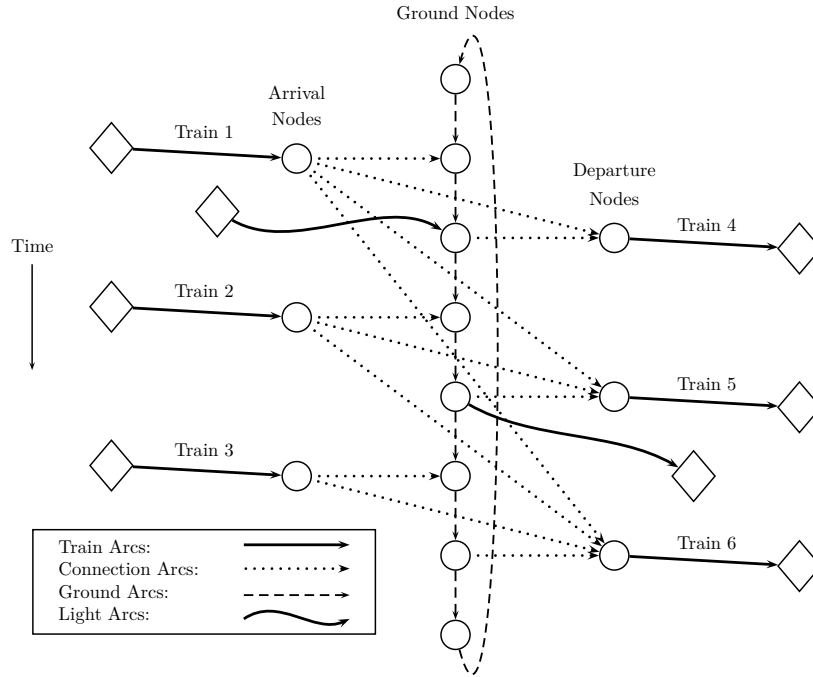 Ground Nodes
Arrival
Nodes
Train 1
Departure
Nodes
Train 4
Time
Train 2
Train 5
Train 3
Train 6
Train Arcs:
Connection Arcs:
Ground Arcs:
Light Arcs: